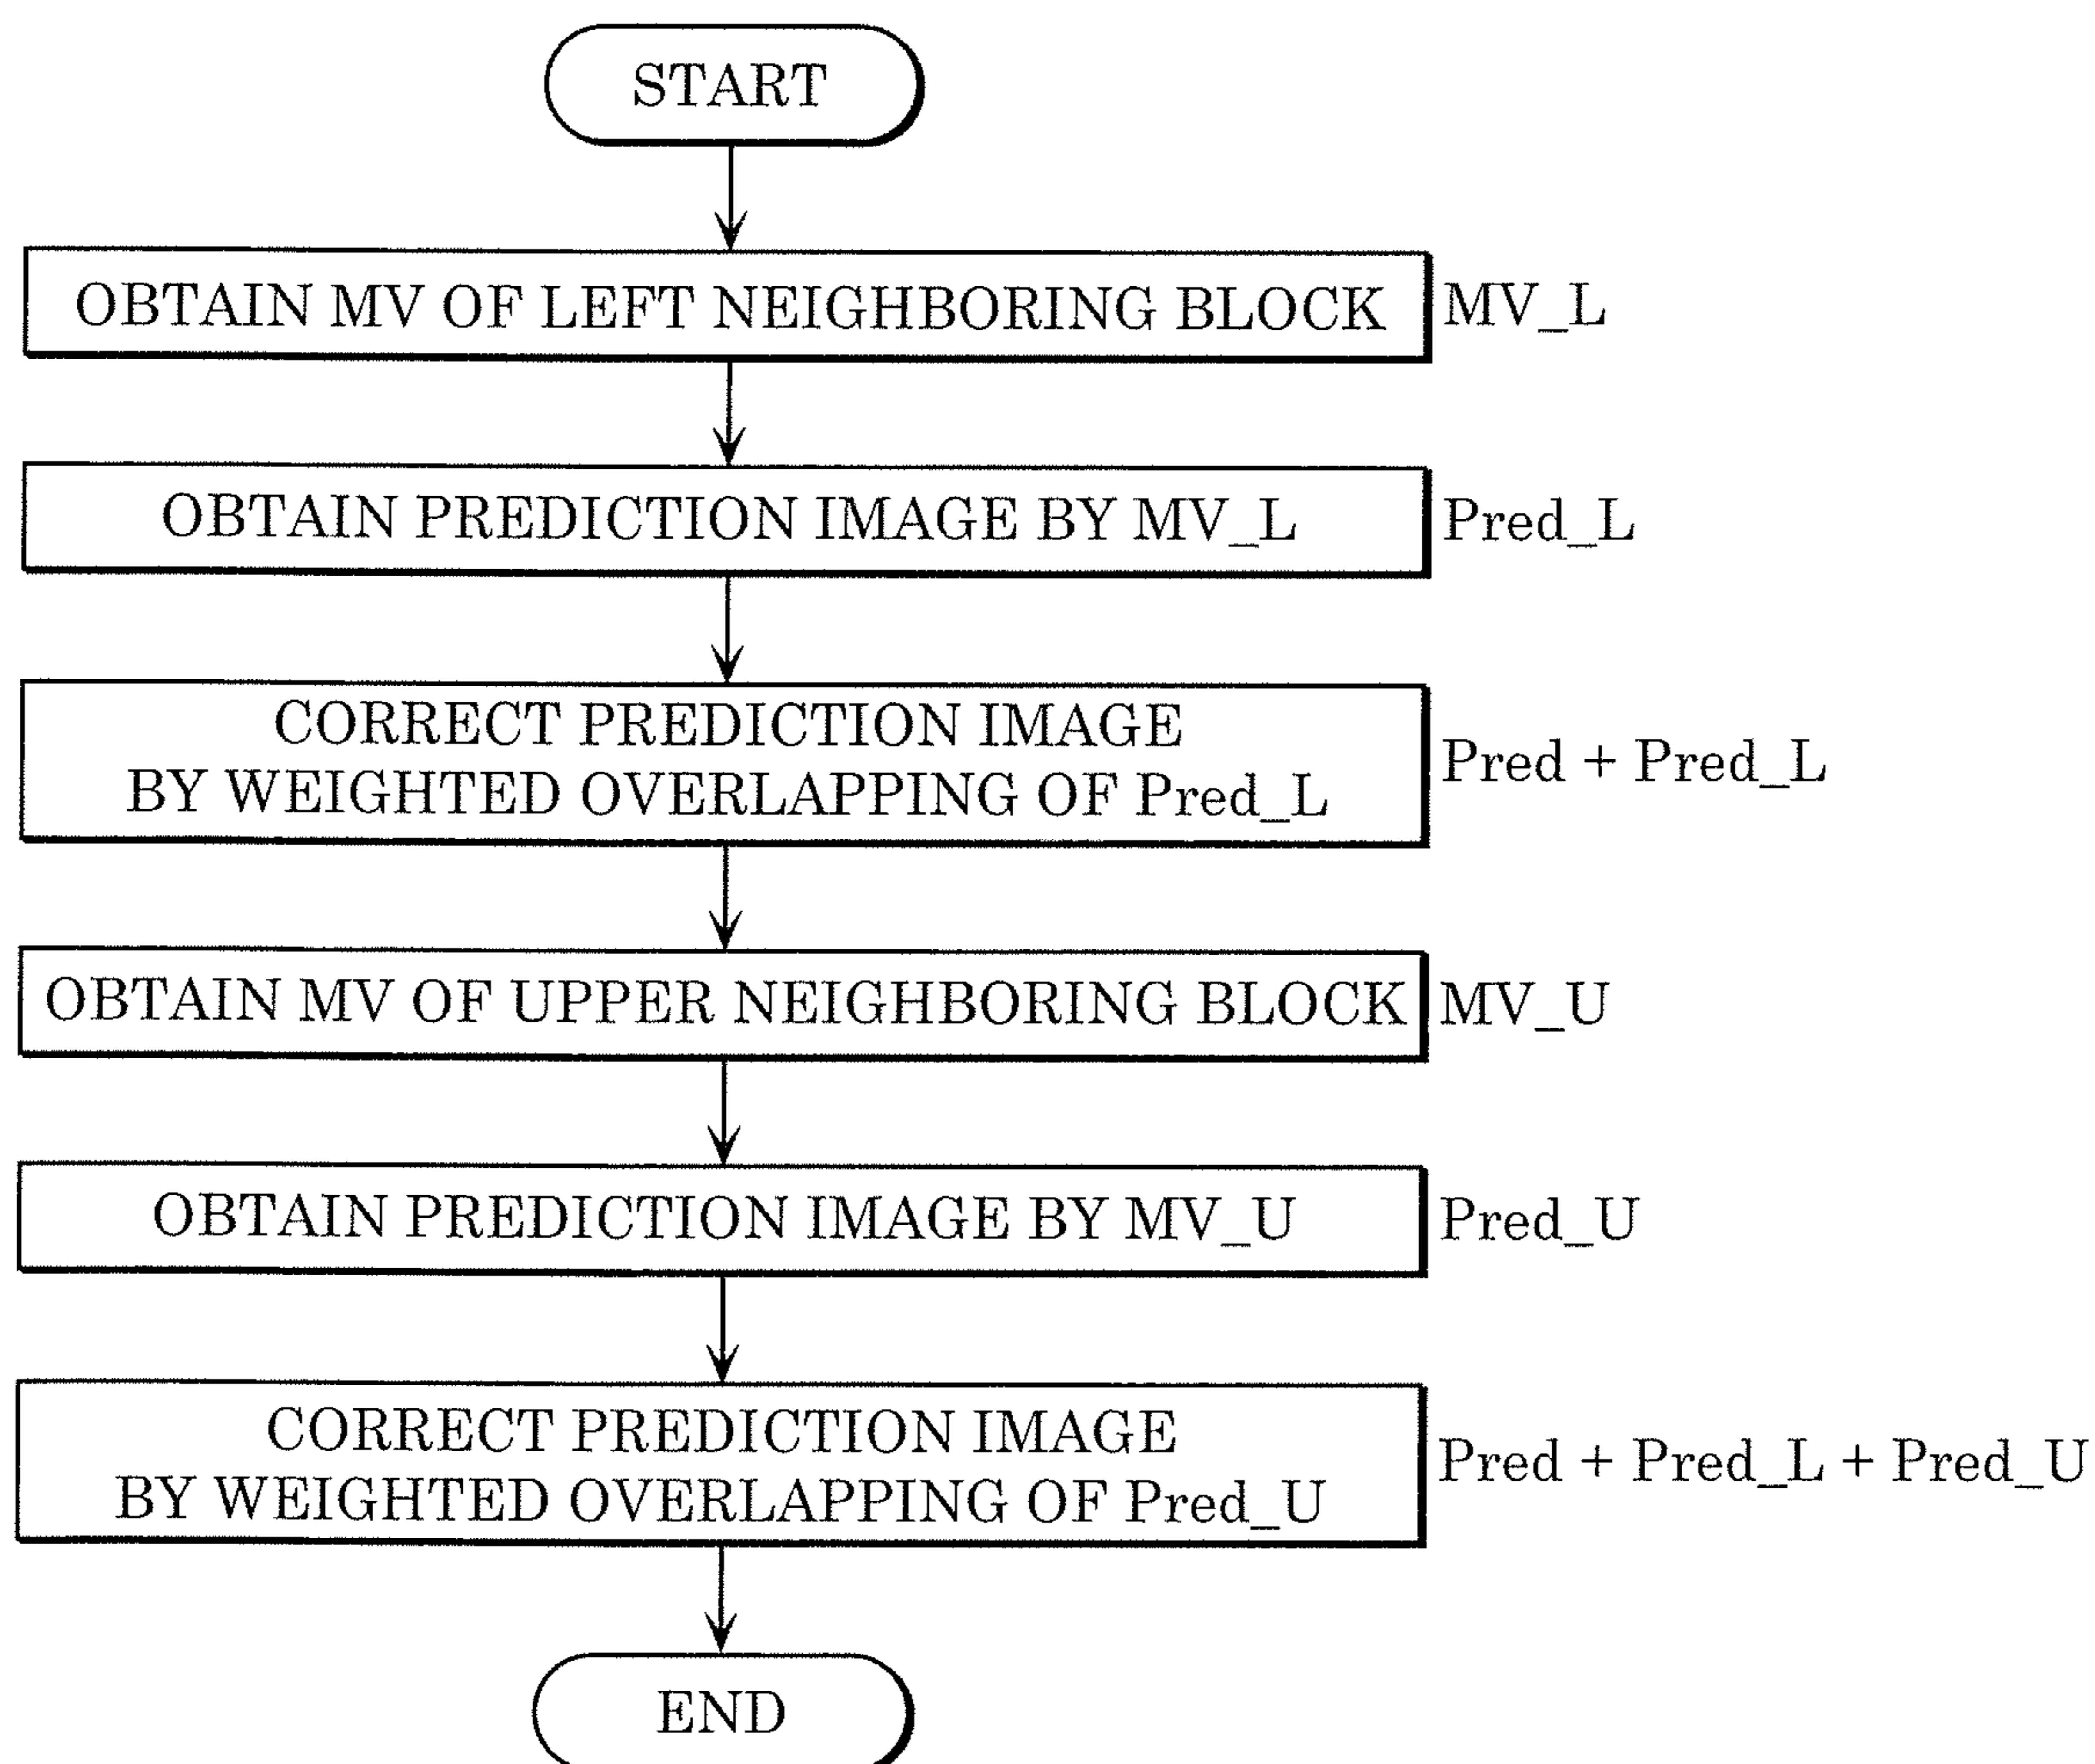 START
OBTAIN MV OF LEFT NEIGHBORING BLOCK
MV_L
OBTAIN PREDICTION IMAGE BY MV_L
Pred_L
CORRECT PREDICTION IMAGE
BY WEIGHTED OVERLAPPING OF Pred_L
Pred + Pred_L
OBTAIN MV OF UPPER NEIGHBORING BLOCK
MV_U
OBTAIN PREDICTION IMAGE BY MV_U
Pred_U
CORRECT PREDICTION IMAGE
BY WEIGHTED OVERLAPPING OF Pred_U
Pred + Pred_L + Pred_U
END